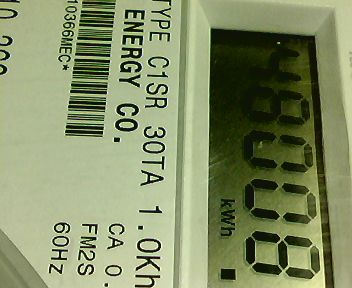 48008
kWh
TYPE C1SR 30TA 1.0Kh
ENERGY CO.
CA 0.
FM2S
60Hz
10366MEC*